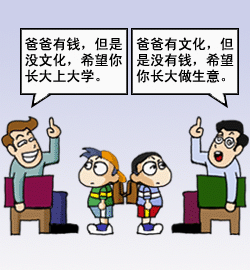 爸爸有钱，但是
没文化，希望你
长大上大学。
爸爸有文化，但
是没有钱，希望
你长大做生意。